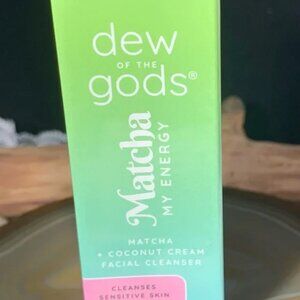 dew
OF THE
gods®
Matcha
MY ENERGY
MATCHA
+ COCONUT CREAM
FACIAL CLEANSER
CLEANSES
SENSITIVE SKIN